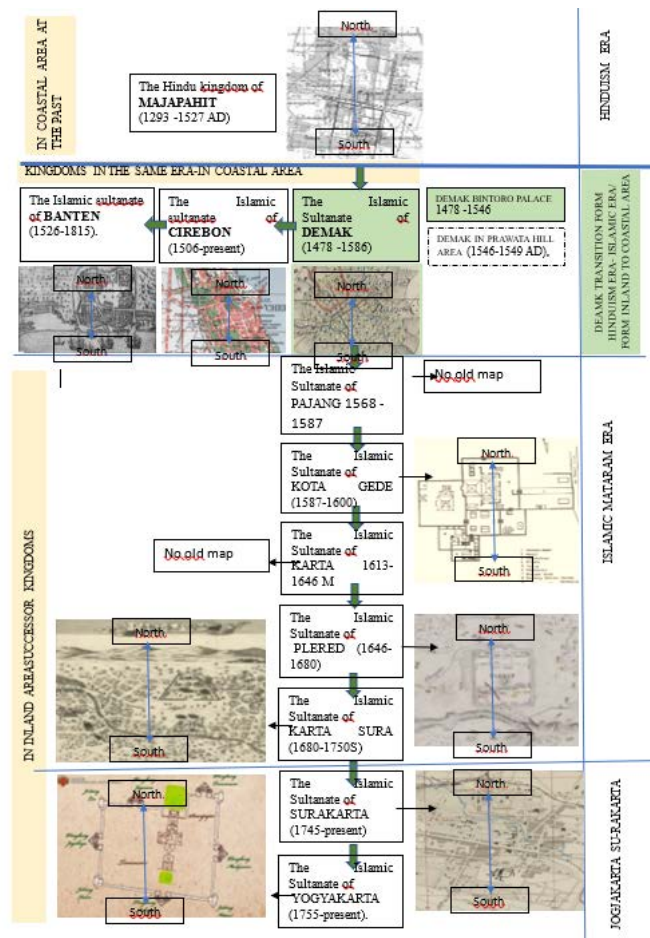 IN COASTAL AREA AT
THE PAST
North.
The Hindu kingdom of
MAJAPAHIT
(1293 -1527 AD)
South
HINDUISM ERA
KINGDOMS IN THE SAME ERA-IN COASTAL AREA
The Islamic sultanate
of BANTEN
(1526-1815).
The Islamic
sultanate of
CIREBON
(1506-present)
The Islamic
Sultanate of
DEMAK
(1478 -1586)
DEMAK BINTORO PALACE
1478 -1546
DEMAK IN PRAWATA HILL
AREA (1546-1549 AD),
DEAMK TRANSITION FORM
HINDUISM ERA- ISLAMIC ERA/
FORM INLAND TO COASTAL AREA
North.
South
North.
South
North.
South
IN INLAND AREASUCCESSOR KINGDOMS
The Islamic
Sultanate of
PAJANG 1568 -
1587
No old map
The Islamic
Sultanate of
KOTA GEDE
(1587-1600)
North.
South
ISLAMIC MATARAM ERA
No old map
The Islamic
Sultanate of
KARTA 1613-
1646 M
The Islamic
Sultanate of
PLERED (1646-
1680)
North.
South
North.
South
The Islamic
Sultanate of
KARTA SURA
(1680-1750S)
The Islamic
Sultanate of
SURAKARTA
(1745-present)
North.
South
JOGJAKARTA SU-RAKARTA
North.
South
The Islamic
Sultanate of
YOGYAKARTA
(1755-present).